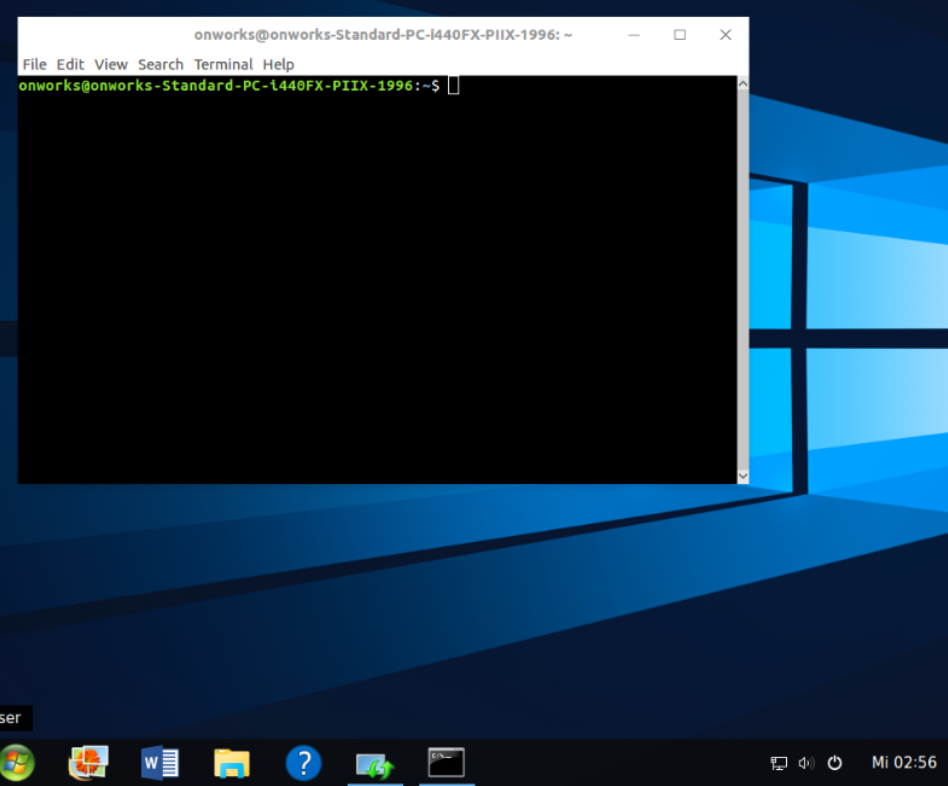 onworks@onworks-Standard-PC-i440FX-PIIX-1996: ~
File Edit View Search Terminal Help
onworks@onworks-Standard-PC-i440FX-PIIX-1996:~$
ser
W
?
C:\_
Mi 02:56